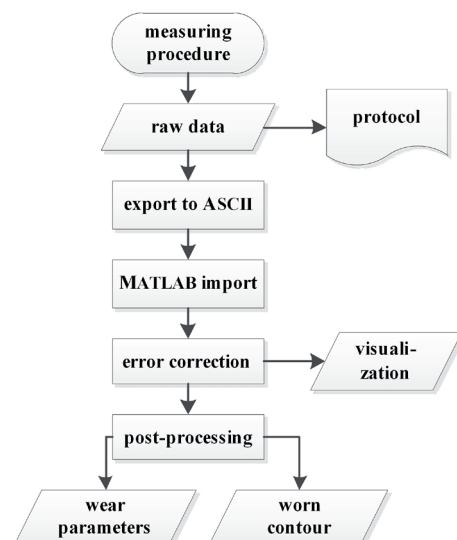 measuring
procedure
raw data
protocol
export to ASCII
MATLAB import
error correction
visuali-
zation
post-processing
wear
parameters
worn
contour